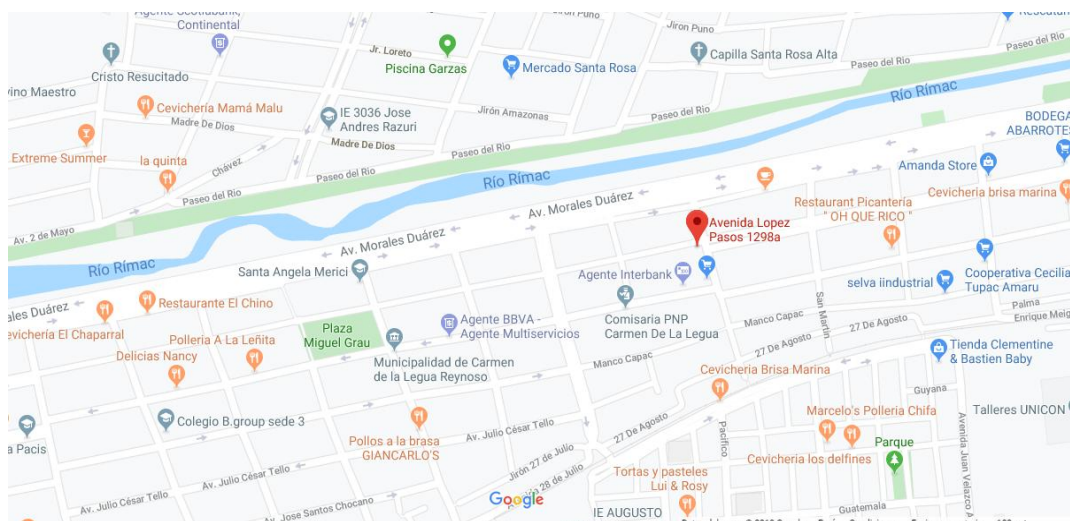 Continental
Jr. Loreto
Piscina Garzas
Mercado Santa Rosa
Jiron Puno
Jiron Puno
Capilla Santa Rosa Alta
Paseo del Rio
Paseo del Rio
Cristo Resucitado
vino Maestro
Cevichería Mamá Malu
Madre De Dios
IE 3036 Jose
Andres Razuri
Madre De Dios
Jirón Amazonas
Paseo del Rio
Paseo del Rio
Río Rímac
BODEGA
ABARROTES
Extreme Summer
la quinta
Chávez
Paseo del Rio
Paseo del Rio
Paseo del Rio
Río Rímac
Amanda Store
Cevicheria brisa marina
Av. 2 de Mayo
Av. Morales Duárez
Av. Morales Duárez
Avenida Lopez
Pasos 1298a
Restaurant Picantería
" OH QUE RICO "
Río Rímac
Santa Angela Merici
Agente Interbank
selva iindustrial
Cooperativa Cecilia
Tupac Amaru
rales Duárez
Restaurante El Chino
Cevichería El Chaparral
Plaza
Miguel Grau
Agente BBVA -
Agente Multiservicios
Comisaria PNP
Carmen De La Legua
Manco Capac
San Martin
27 De Agosto
Palma
Enrique Meig
Polleria A La Leñita
Delicias Nancy
Municipalidad de Carmen
de la Legua Reynoso
Manco Capac
27 De Agosto
Tienda Clementine
& Bastien Baby
Cevichería Brisa Marina
Guyana
Colegio B.group sede 3
a Pacis
Pollos a la brasa
GIANCARLO'S
Av. Julio César Tello
27 De Agosto
Pacifico
Marcelo's Polleria Chifa
Talleres UNICON
Parque
Cevicheria los delfines
Avenida Juan Velazco A
Av. Julio César Tello
Av. Julio César Tello
Jirón 27 de Julio
28 de Julio
Tortas y pasteles
Lui & Rosy
Av. Jose Santos Chocano
Google
IE AUGUSTO
Guatemala